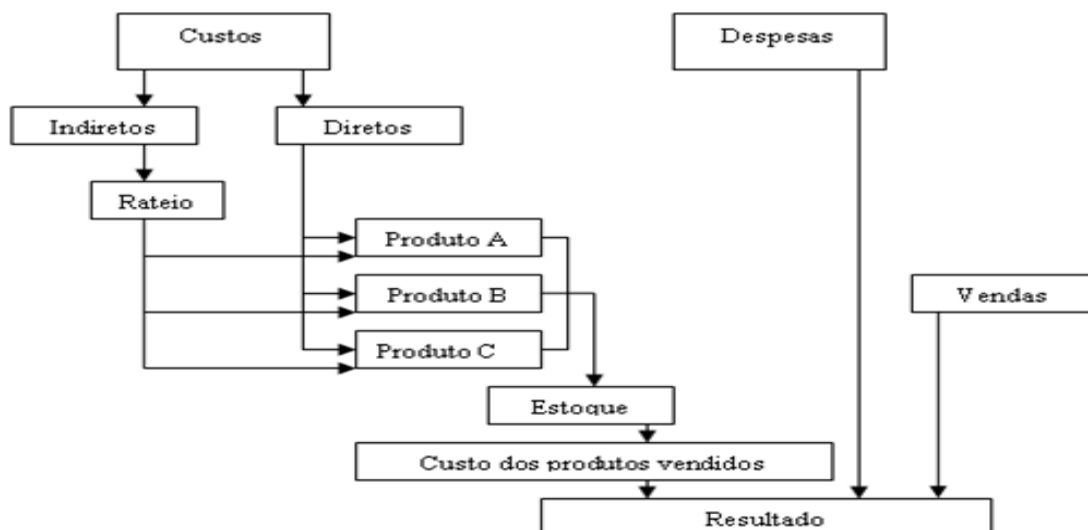 Custos
Despesas
Indiretos
Diretos
Rateio
Produto A
Produto B
Vendas
Produto C
Estoque
Custo dos produtos vendidos
Resultado